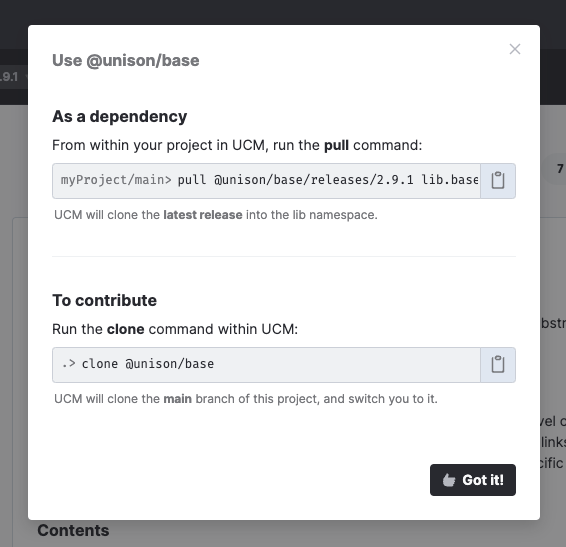 Use @unison/base
.9.1
As a dependency
From within your project in UCM, run the pull command:
7
myProject/main> pull @unison/base/releases/2.9.1 lib.base
UCM will clone the latest release into the lib namespace.
To contribute
Run the clone command within UCM:
bstr
.> clone @unison/base
UCM will clone the main branch of this project, and switch you to it.
vel c
links
cific
Got it!
Contents